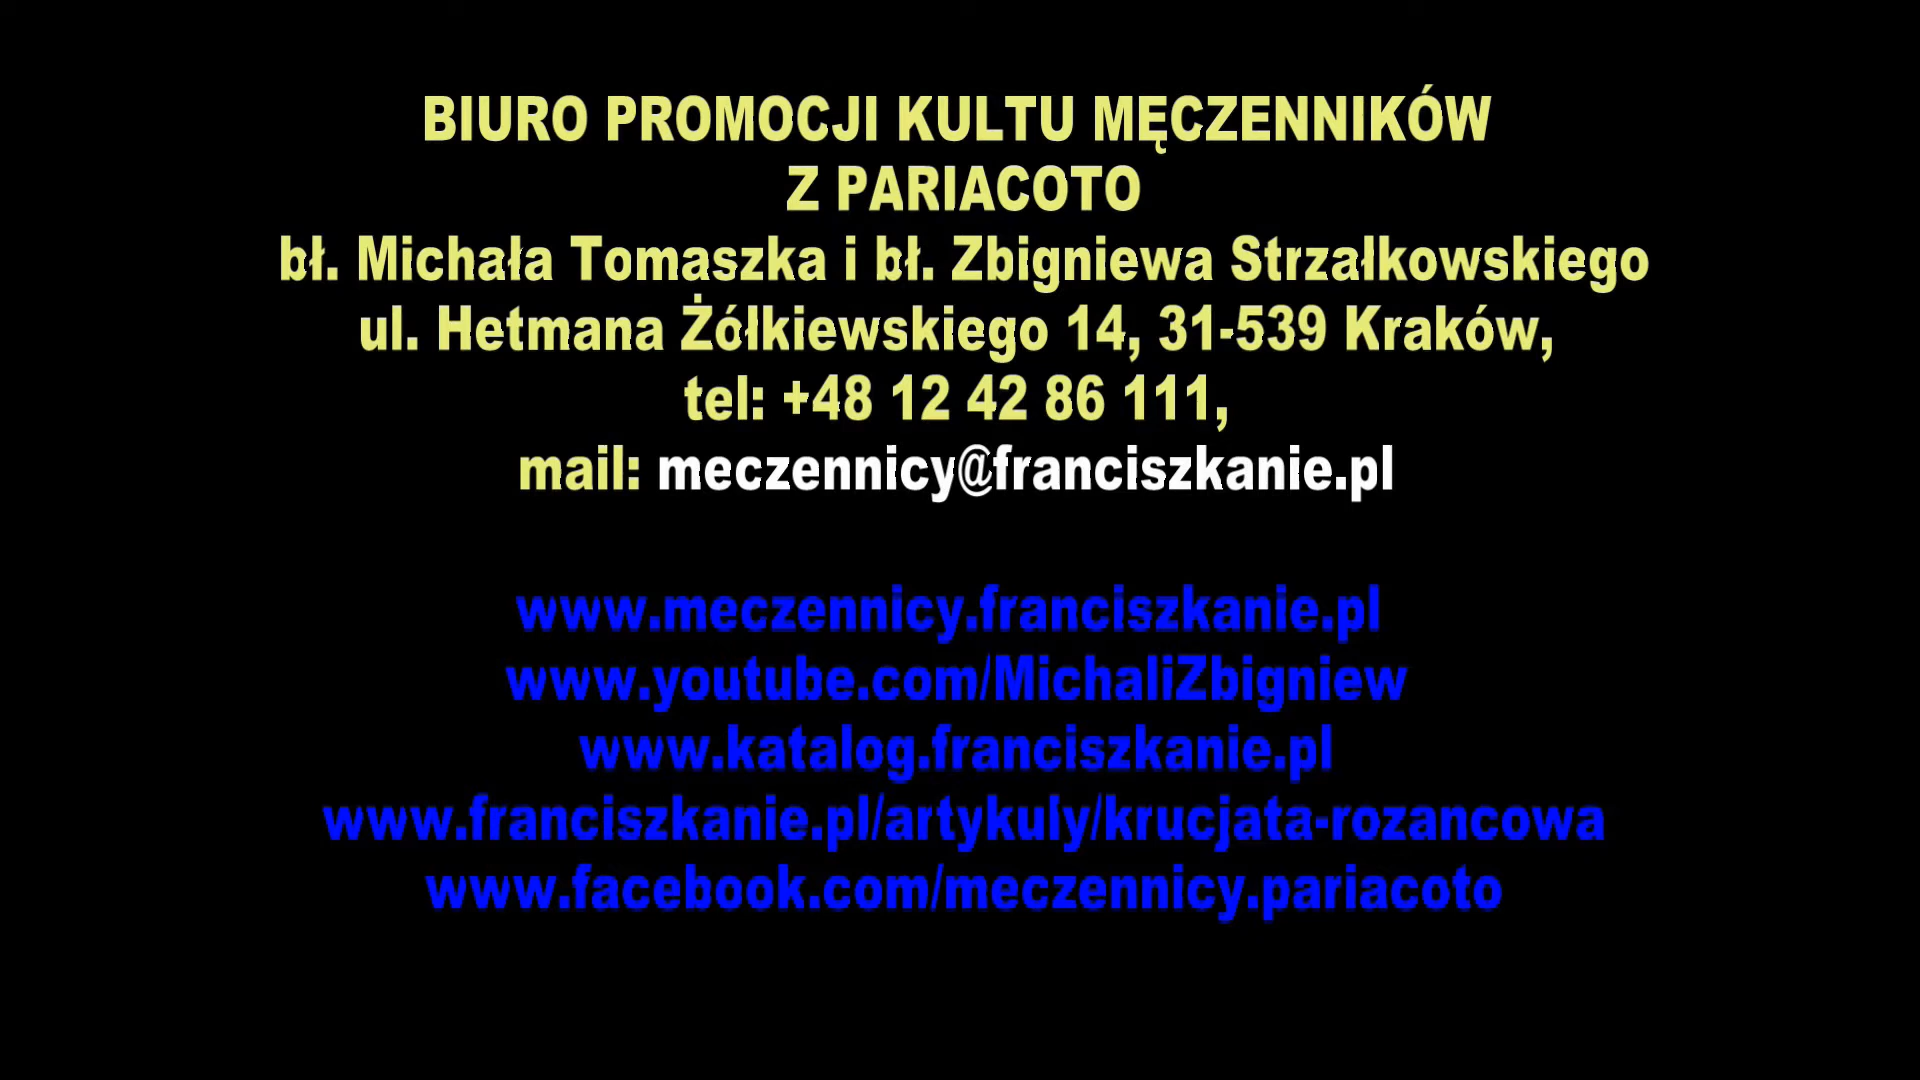 BIURO PROMOCJI KULTU MĘCZENNIKÓW
Z PARIACOTO
bł. Michała Tomaszka i bł. Zbigniewa Strzałkowskiego
ul. Hetmana Żółkiewskiego 14, 31-539 Kraków,
tel: +48 12 42 86 111,
mail: meczennicy@franciszkanie.pl
www.meczennicy.franciszkanie.pl
www.youtube.com/MichaliZbigniew
www.katalog.franciszkanie.pl
www.franciszkanie.pl/artykuly/krucjata-rozancowa
www.facebook.com/meczennicy.pariacoto